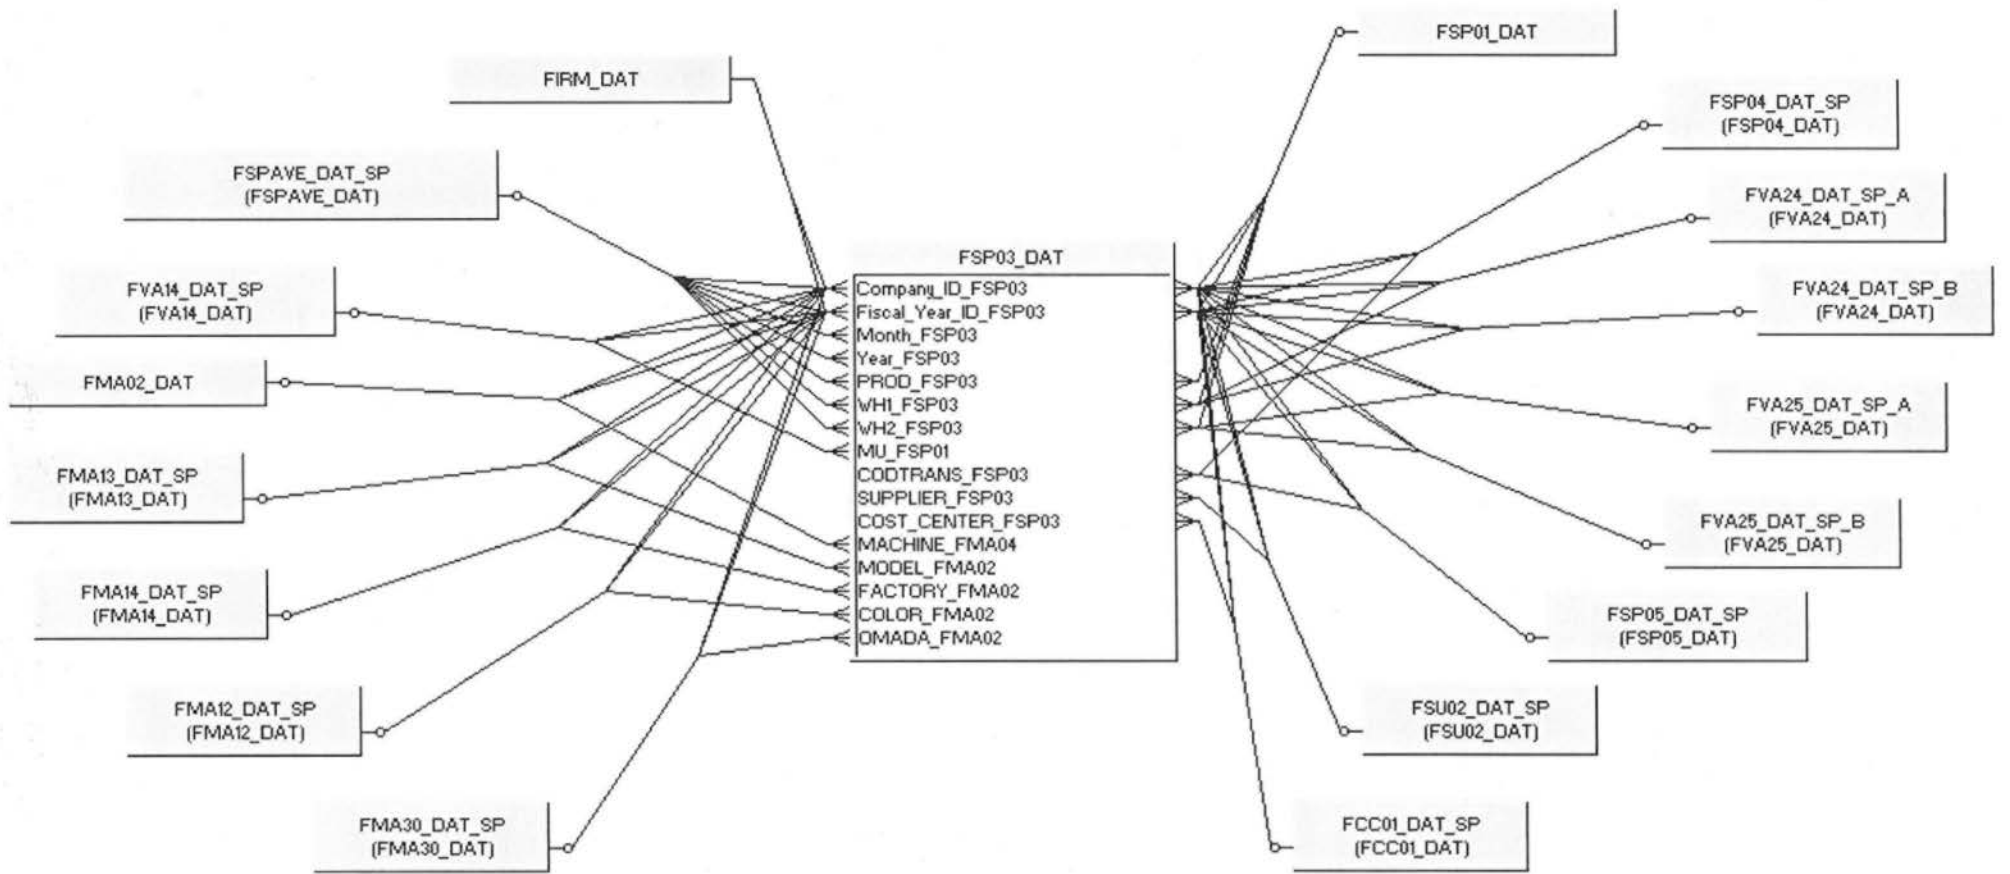 FSP01_DAT
FIRM_DAT
FSP04_DAT_SP
(FSP04_DAT)
FSPAVE_DAT_SP
(FSPAVE_DAT)
FVA24_DAT_SP_A
(FVA24_DAT)
FSP03_DAT
Company_ID_FSP03
Fiscal_Year_ID_FSP03
Month_FSP03
Year_FSP03
PROD_FSP03
WH1_FSP03
WH2_FSP03
MU_FSP01
CODTRANS_FSP03
SUPPLIER_FSP03
COST_CENTER_FSP03
MACHINE_FMA04
MODEL_FMA02
FACTORY_FMA02
COLOR_FMA02
OMADA_FMA02
FVA14_DAT_SP
(FVA14_DAT)
FVA24_DAT_SP_B
(FVA24_DAT)
FMA02_DAT
FVA25_DAT_SP_A
(FVA25_DAT)
FMA13_DAT_SP
(FMA13_DAT)
FVA25_DAT_SP_B
(FVA25_DAT)
FMA14_DAT_SP
(FMA14_DAT)
FSP05_DAT_SP
(FSP05_DAT)
FMA12_DAT_SP
(FMA12_DAT)
FSU02_DAT_SP
(FSU02_DAT)
FMA30_DAT_SP
(FMA30_DAT)
FCC01_DAT_SP
(FCC01_DAT)